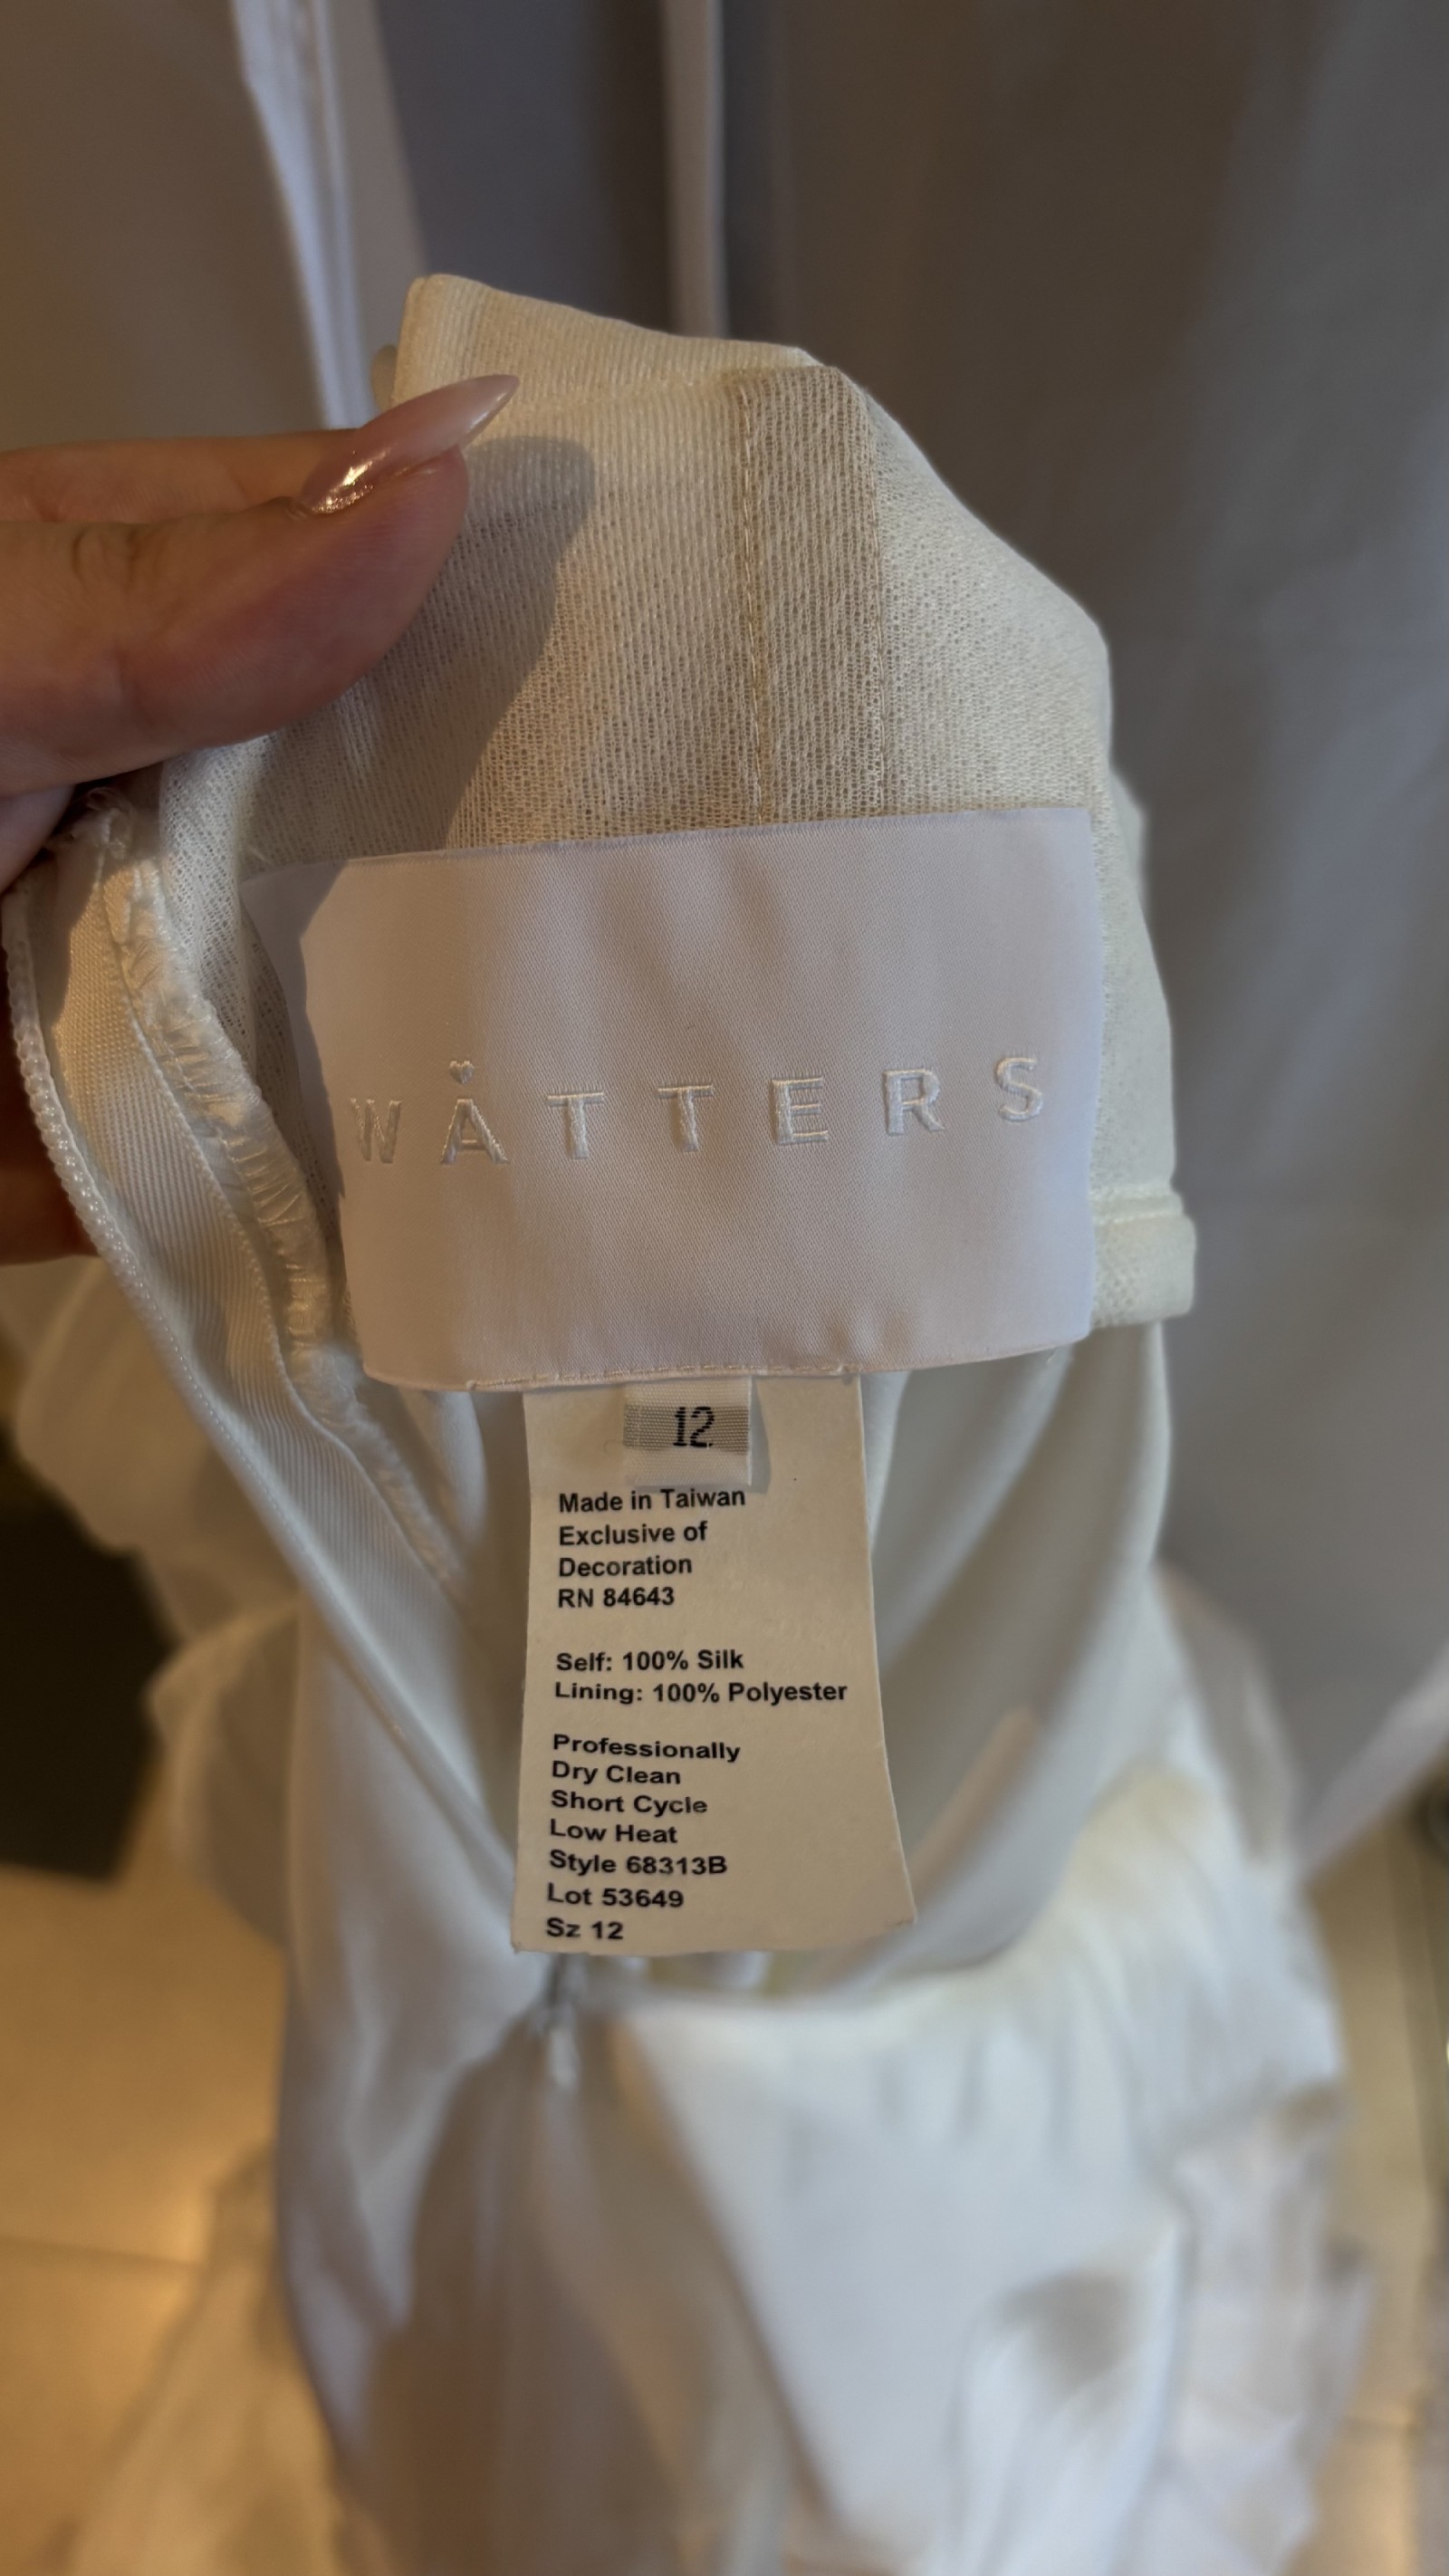 WATTERS
12
Made in Taiwan
Exclusive of
Decoration
RN 84643
Self: 100% Silk
Lining: 100% Polyester
Professionally
Dry Clean
Short Cycle
Low Heat
Style 68313B
Lot 53649
Sz 12